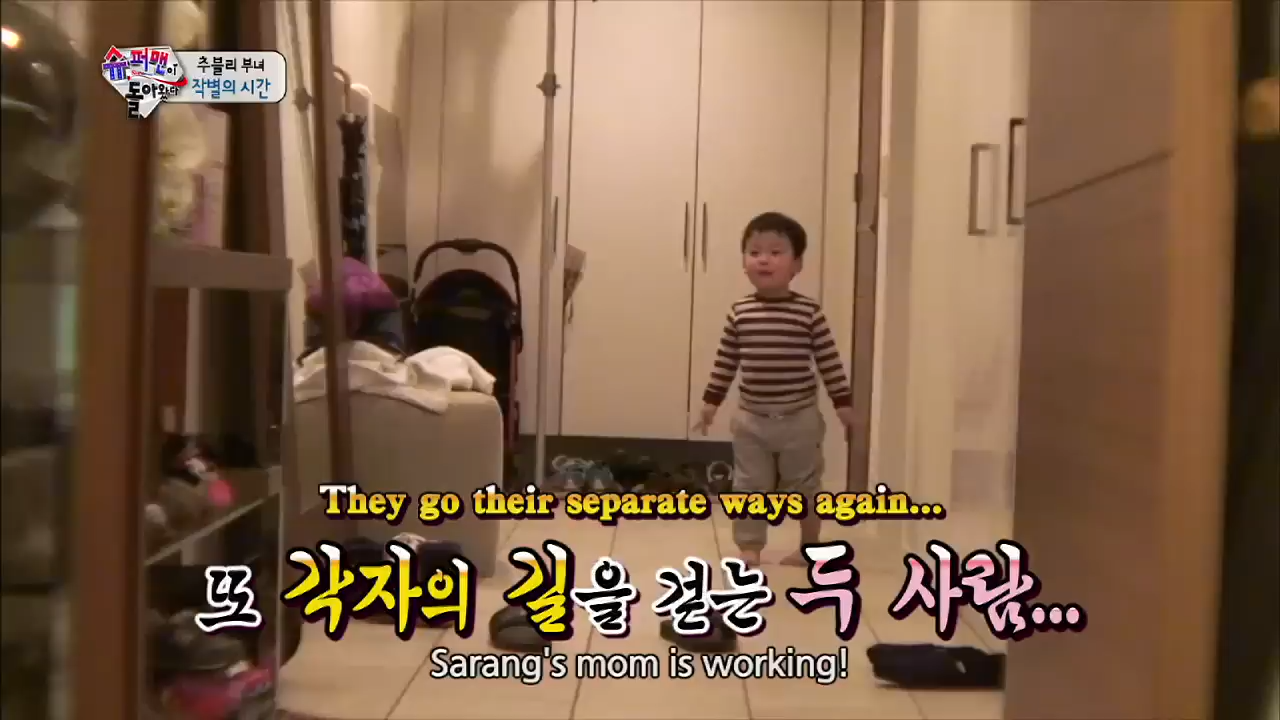 슈퍼맨이
돌아왔다
추블리 부녀
작별의 시간
They go their separate ways again...
또 각자의 길을 걷는 두 사람...
Sarang's mom is working!